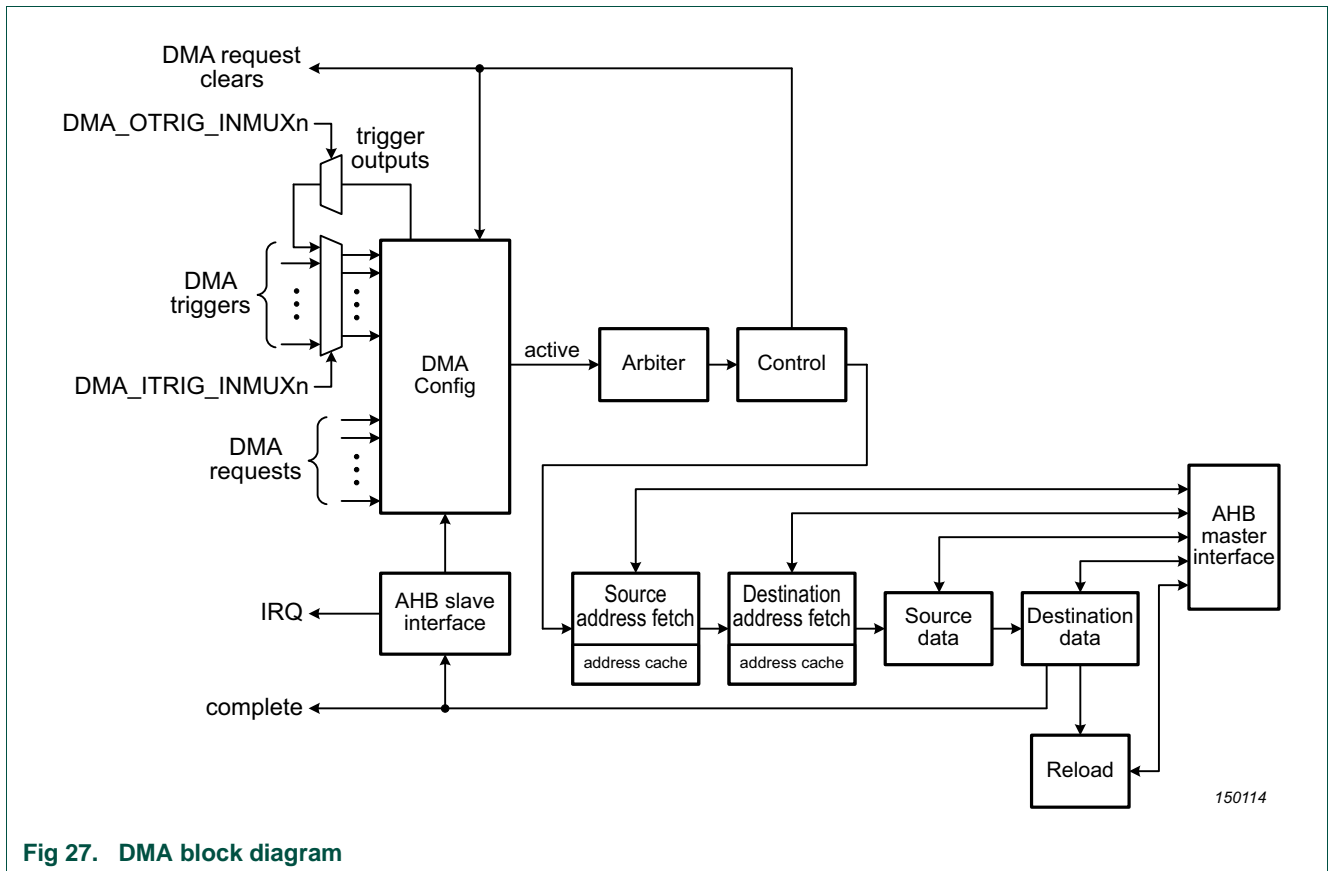 DMA request
clears
DMA_OTRIG_INMUXn
trigger
outputs
DMA
triggers
DMA_ITRIG_INMUXn
DMA
requests
DMA
Config
active
Arbiter
Control
AHB
master
interface
IRQ
AHB slave
interface
Source
address fetch
address cache
Destination
address fetch
address cache
Source
data
Destination
data
complete
Reload
150114
Fig 27. DMA block diagram